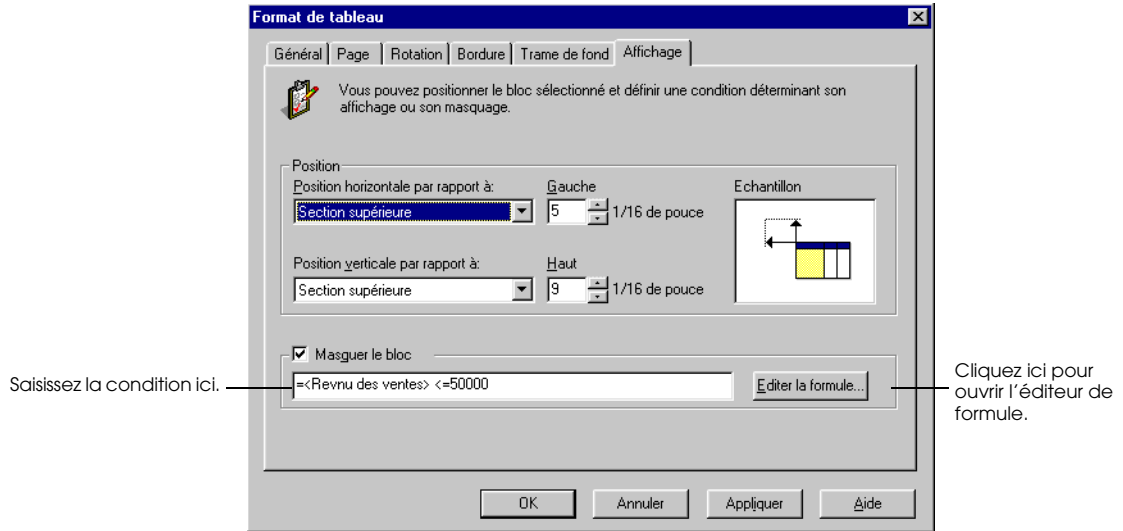 Format de tableau
Général Page Rotation Bordure Trame de fond Affichage
Vous pouvez positionner le bloc sélectionné et définir une condition déterminant son
affichage ou son masquage.
Position
Position horizontale par rapport à:
Gauche
Echantillon
Section supérieure
5
1/16 de pouce
Position verticale par rapport à:
Haut
Section supérieure
9
1/16 de pouce
Masquer le bloc
Saisissez la condition ici.
=<Revnu des ventes> <=50000
Editer la formule...
Cliquez ici pour
ouvrir l'éditeur de
formule.
OK
Annuler
Appliquer
Aide